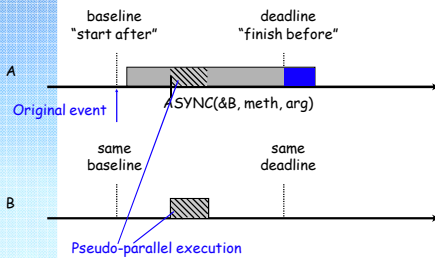 baseline
“start after”
deadline
“finish before”
A
ASYNC(&B, meth, arg)
Original event
same
baseline
same
deadline
B
Pseudo-parallel execution